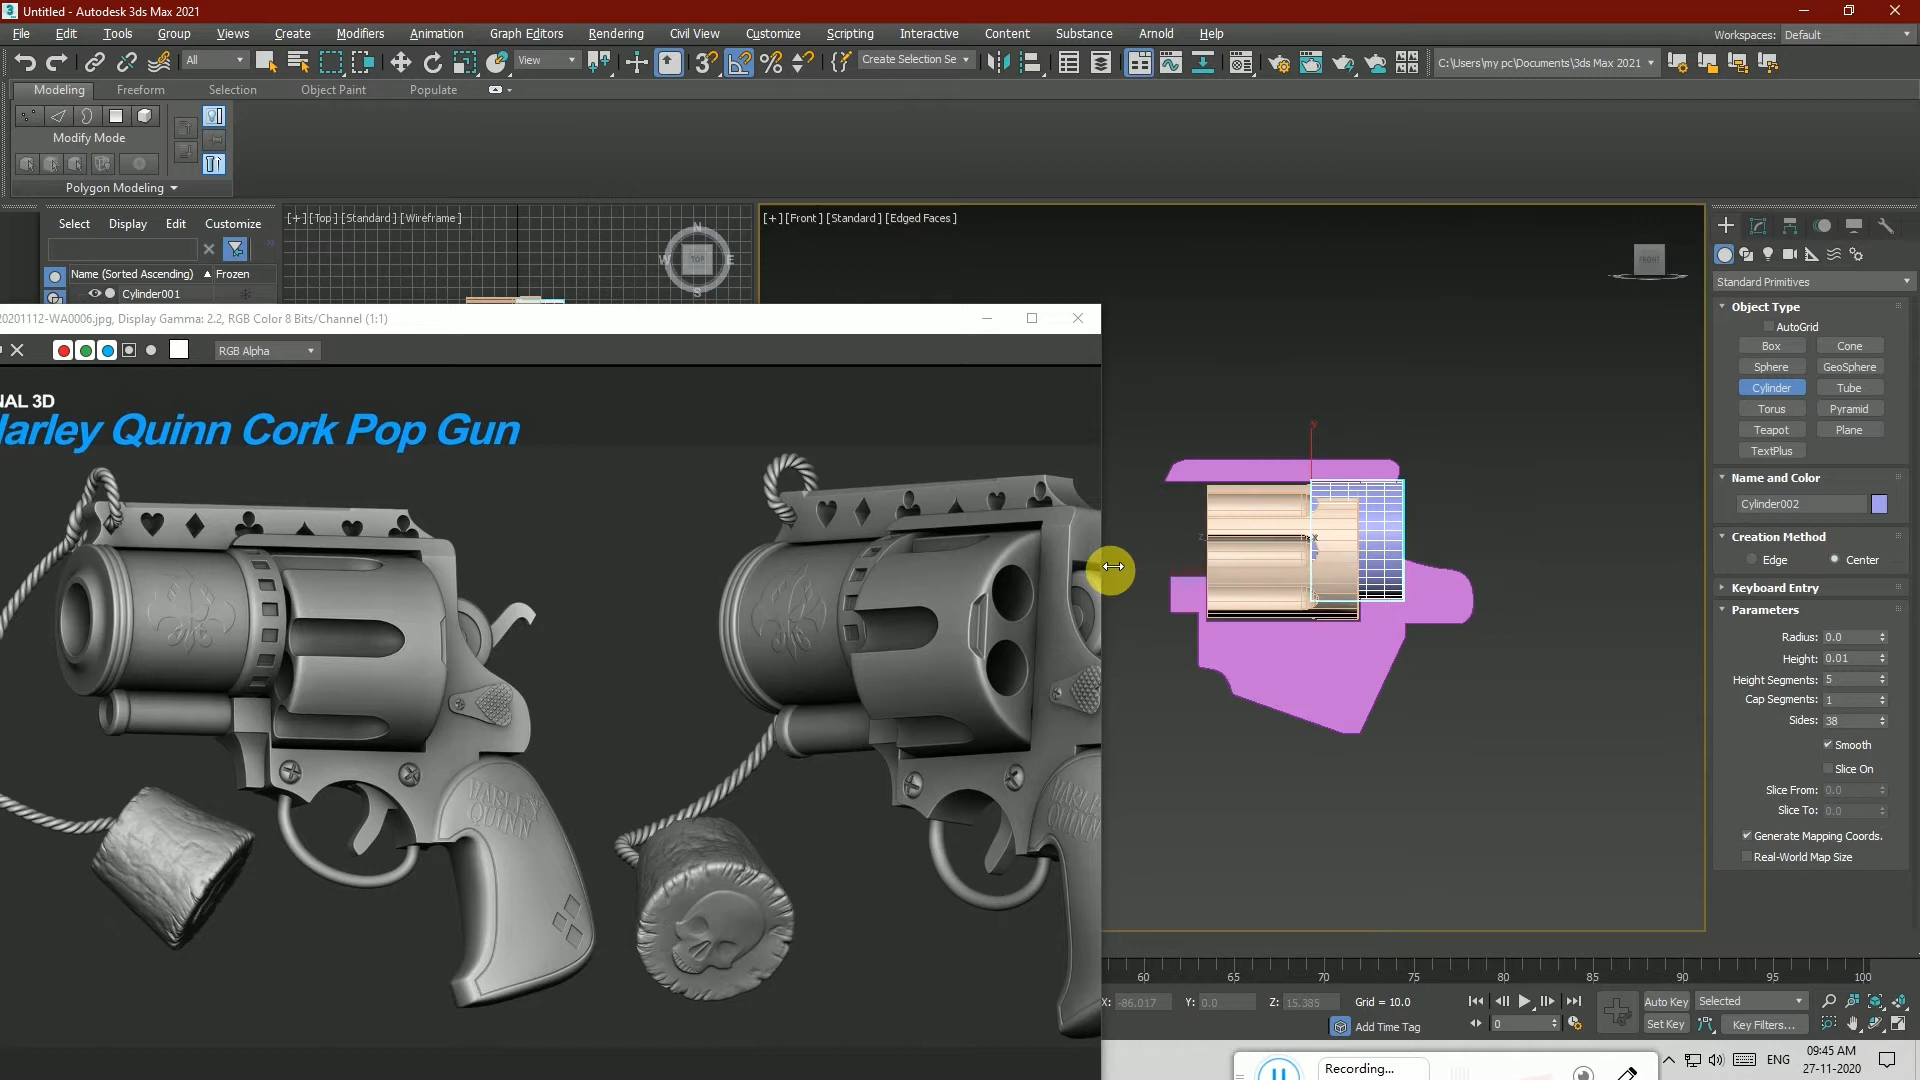 Untitled - Autodesk 3ds Max 2021
File Edit Tools Group Views Create Modifiers Animation Graph Editors Rendering Civil View Customize Scripting Interactive Content Substance Arnold Help
Workspaces: Default
All View Create Selection Se C:\Users\my pc\Documents\3ds Max 2021
Modeling Freeform Selection Object Paint Populate
Modify Mode
Polygon Modeling
Select Display Edit Customize
Name (Sorted Ascending) Frozen
Cylinder001
[+] [Top] [Standard] [Wireframe]
N
W TOP E
S
[+] [Front] [Standard] [Edged Faces]
FRONT
20201112-WA0006.jpg, Display Gamma: 2.2, RGB Color 8 Bits/Channel (1:1)
RGB Alpha
NAL 3D
Harley Quinn Cork Pop Gun
HARLEY
QUINN
y
z
x
Standard Primitives
Object Type
AutoGrid
Box Cone
Sphere GeoSphere
Cylinder Tube
Torus Pyramid
Teapot Plane
TextPlus
Name and Color
Cylinder002
Creation Method
Edge Center
Keyboard Entry
Parameters
Radius: 0.0
Height: 0.01
Height Segments: 5
Cap Segments: 1
Sides: 38
Smooth
Slice On
Slice From: 0.0
Slice To: 0.0
Generate Mapping Coords.
Real-World Map Size
60 65 70 75 80 85 90 95 100
X: -86.017 Y: 0.0 Z: 15.385 Grid = 10.0
Add Time Tag
0
Auto Key Selected
Set Key Key Filters...
Recording...
ENG
09:45 AM
27-11-2020